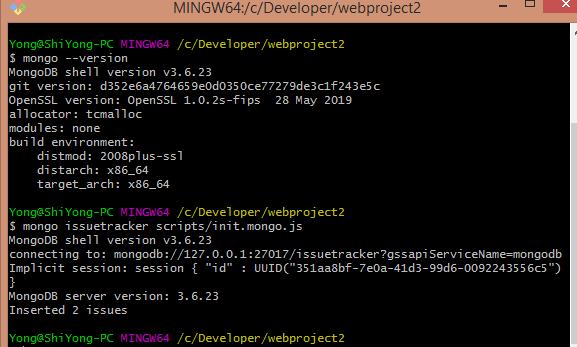 MINGW64:/c/Developer/webproject2
Yong@ShiYong-PC MINGW64 /c/Developer/webproject2
$ mongo --version
MongoDB shell version v3.6.23
git version: d352e6a4764659e0d0350ce77279de3c1f243e5c
OpenSSL version: OpenSSL 1.0.2s-fips  28 May 2019
allocator: tcmalloc
modules: none
build environment:
    distmod: 2008plus-ssl
    distarch: x86_64
    target_arch: x86_64
Yong@ShiYong-PC MINGW64 /c/Developer/webproject2
$ mongo issuetracker scripts/init.mongo.js
MongoDB shell version v3.6.23
connecting to: mongodb://127.0.0.1:27017/issuetracker?gssapiServiceName=mongodb
Implicit session: session { "id" : UUID("351aa8bf-7e0a-41d3-99d6-0092243556c5")
}
MongoDB server version: 3.6.23
Inserted 2 issues
Yong@ShiYong-PC MINGW64 /c/Developer/webproject2